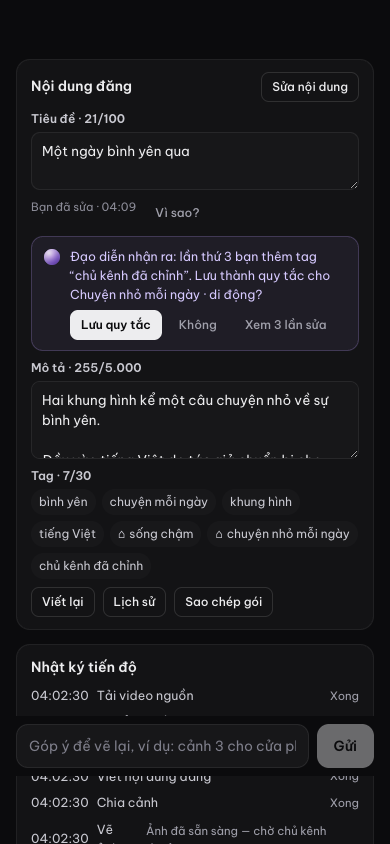 Nội dung đăng
Sửa nội dung
Tiêu đề · 21/100
Một ngày bình yên qua
Bạn đã sửa · 04:09
Vì sao?
Đạo diễn nhận ra: lần thứ 3 bạn thêm tag
“chủ kênh đã chỉnh”. Lưu thành quy tắc cho
Chuyện nhỏ mỗi ngày · di động?
Lưu quy tắc
Không
Xem 3 lần sửa
Mô tả · 255/5.000
Hai khung hình kể một câu chuyện nhỏ về sự
bình yên.
Tag · 7/30
bình yên
chuyện mỗi ngày
khung hình
tiếng Việt
⌂ sống chậm
⌂ chuyện nhỏ mỗi ngày
chủ kênh đã chỉnh
Viết lại
Lịch sử
Sao chép gói
Nhật ký tiến độ
04:02:30 Tải video nguồn Xong
Góp ý để vẽ lại, ví dụ: cảnh 3 cho cửa
Gửi
04:02:30 Viết nội dung đăng Xong
04:02:30 Chia cảnh Xong
04:02:30 Vẽ Ảnh đã sẵn sàng — chờ chủ kênh